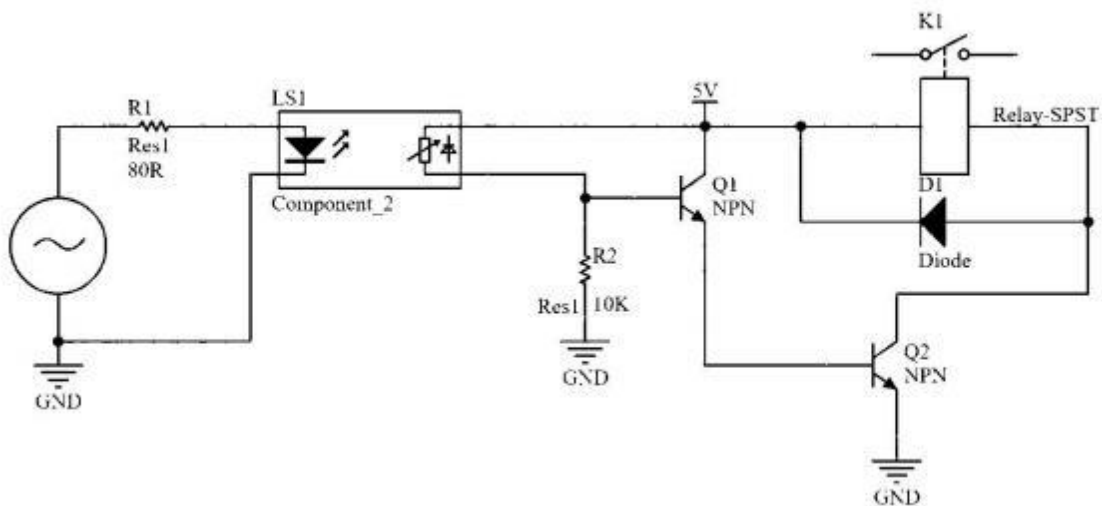 K1
LS1
5V
R1
Relay-SPST
Res1
80R
Q1
NPN
D1
Component_2
R2
Diode
Res1
10K
Q2
NPN
GND
GND
GND